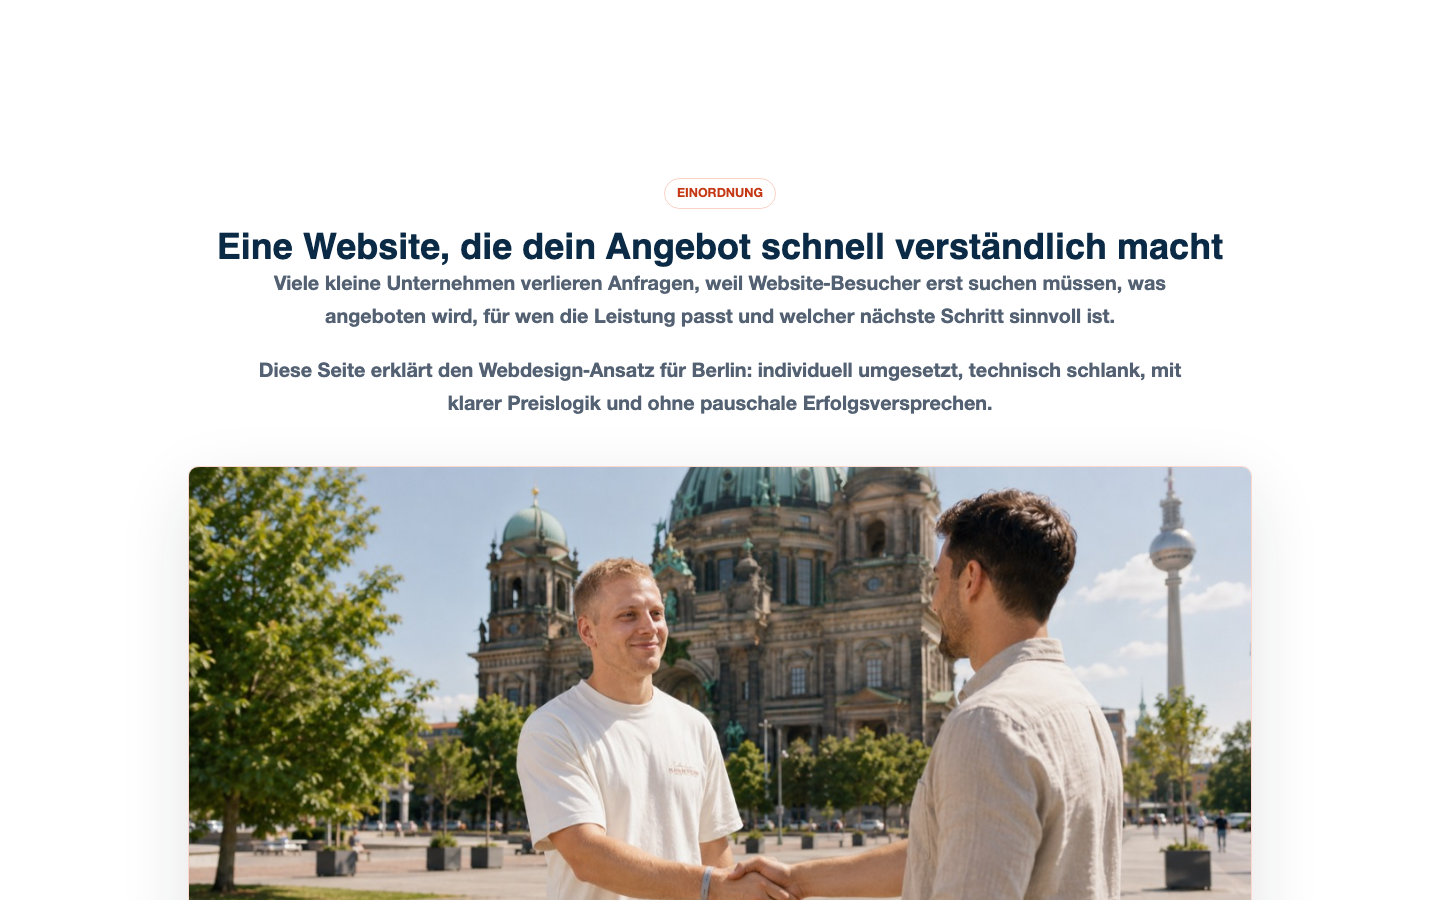 EINORDNUNG
Eine Website, die dein Angebot schnell verständlich macht
Viele kleine Unternehmen verlieren Anfragen, weil Website-Besucher erst suchen müssen, was
angeboten wird, für wen die Leistung passt und welcher nächste Schritt sinnvoll ist.
Diese Seite erklärt den Webdesign-Ansatz für Berlin: individuell umgesetzt, technisch schlank, mit
klarer Preislogik und ohne pauschale Erfolgsversprechen.